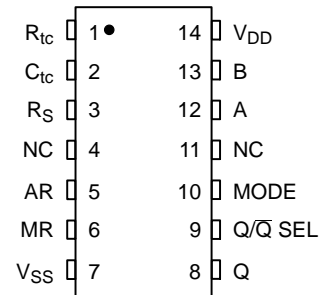 Rtc 1 14 VDD
Ctc 2 13 B
RS 3 12 A
NC 4 11 NC
AR 5 10 MODE
MR 6 9 Q/Q̅ SEL
VSS 7 8 Q